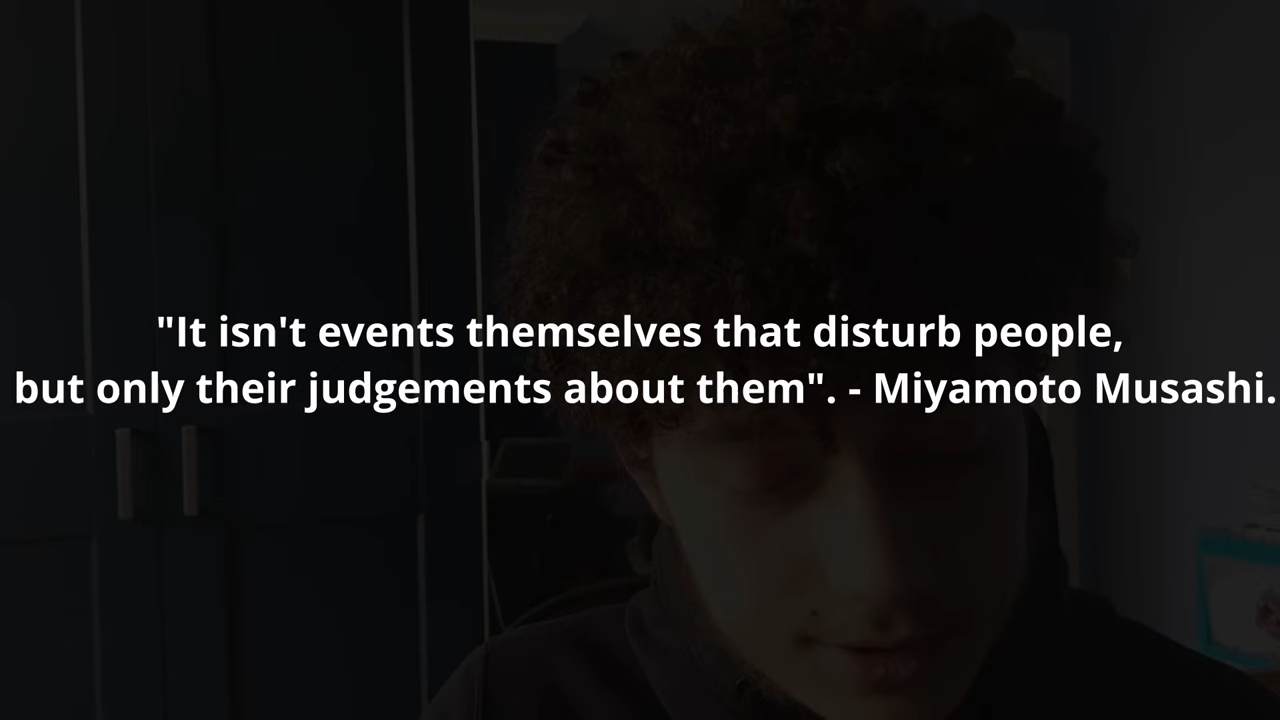 "It isn't events themselves that disturb people,
but only their judgements about them". - Miyamoto Musashi.